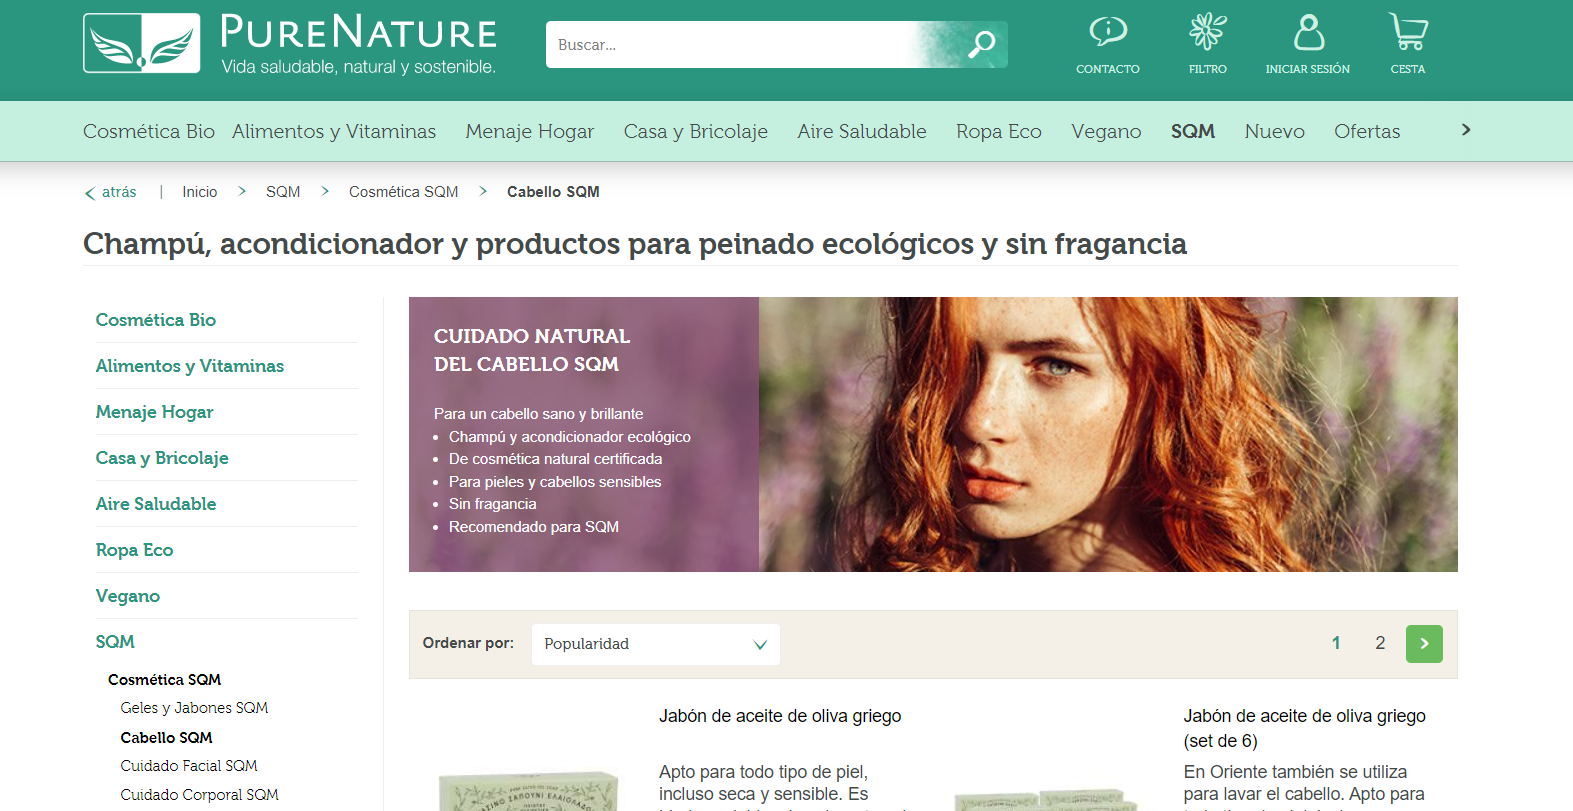 PURENATURE
Vida saludable, natural y sostenible.
Buscar...
CONTACTO
FILTRO
INICIAR SESIÓN
CESTA
Cosmética Bio
Alimentos y Vitaminas
Menaje Hogar
Casa y Bricolaje
Aire Saludable
Ropa Eco
Vegano
SQM
Nuevo
Ofertas
atrás | Inicio > SQM > Cosmética SQM > Cabello SQM
Champú, acondicionador y productos para peinado ecológicos y sin fragancia
Cosmética Bio
Alimentos y Vitaminas
Menaje Hogar
Casa y Bricolaje
Aire Saludable
Ropa Eco
Vegano
SQM
Cosmética SQM
Geles y Jabones SQM
Cabello SQM
Cuidado Facial SQM
Cuidado Corporal SQM
CUIDADO NATURAL
DEL CABELLO SQM
Para un cabello sano y brillante
• Champú y acondicionador ecológico
• De cosmética natural certificada
• Para pieles y cabellos sensibles
• Sin fragancia
• Recomendado para SQM
Ordenar por:
Popularidad
1
2
Jabón de aceite de oliva griego
Apto para todo tipo de piel,
incluso seca y sensible. Es
Jabón de aceite de oliva griego
(set de 6)
En Oriente también se utiliza
para lavar el cabello. Apto para